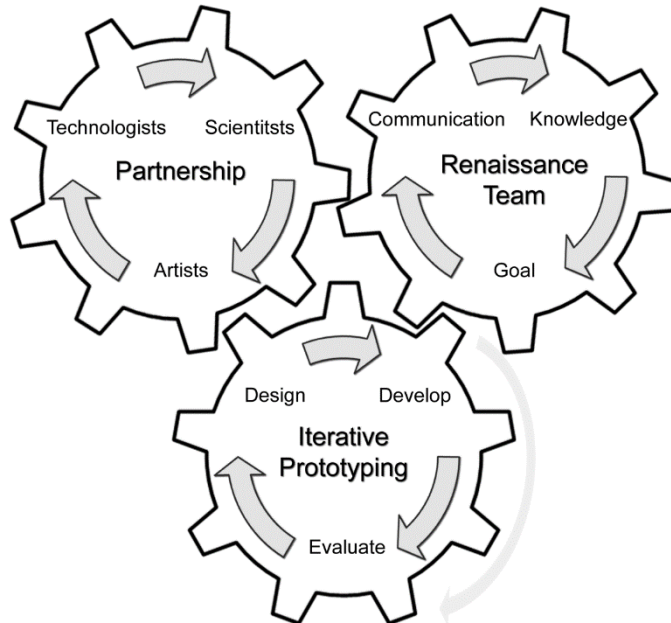 Technologists
Scientitsts
Partnership
Artists
Communication
Knowledge
Renaissance
Team
Goal
Design
Develop
Iterative
Prototyping
Evaluate